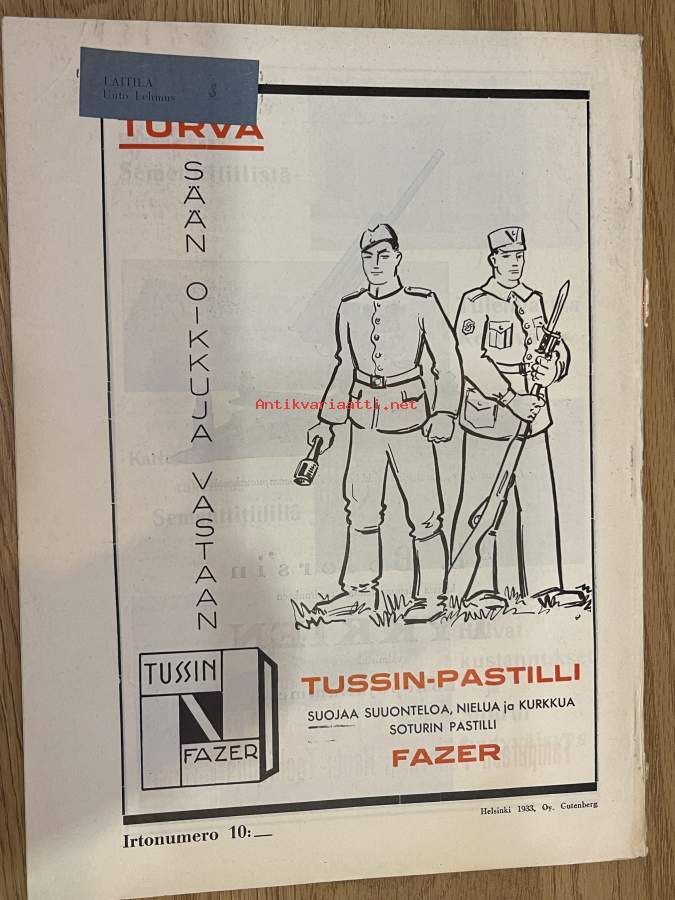 LAITILA
Unto Lehmus 8
TURVA
SÄÄN OIKKUJA VASTAAN
Antikvariaatti.net
TUSSIN
FAZER
TUSSIN-PASTILLI
SUOJAA SUUONTELOA, NIELUA ja KURKKUA
SOTURIN PASTILLI
FAZER
Helsinki 1933, Oy. Gutenberg
Irtonumero 10:—